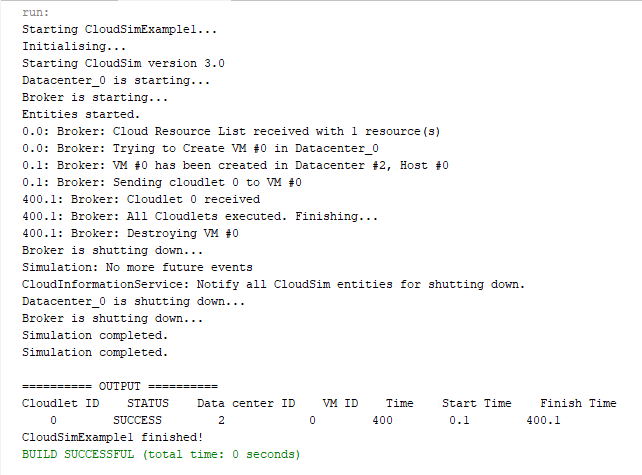 run:
Starting CloudSimExample1...
Initialising...
Starting CloudSim version 3.0
Datacenter_0 is starting...
Broker is starting...
Entities started.
0.0: Broker: Cloud Resource List received with 1 resource(s)
0.0: Broker: Trying to Create VM #0 in Datacenter_0
0.1: Broker: VM #0 has been created in Datacenter #2, Host #0
0.1: Broker: Sending cloudlet 0 to VM #0
400.1: Broker: Cloudlet 0 received
400.1: Broker: All Cloudlets executed. Finishing...
400.1: Broker: Destroying VM #0
Broker is shutting down...
Simulation: No more future events
CloudInformationService: Notify all CloudSim entities for shutting down.
Datacenter_0 is shutting down...
Broker is shutting down...
Simulation completed.
Simulation completed.
========== OUTPUT ==========
Cloudlet ID    STATUS    Data center ID    VM ID    Time    Start Time    Finish Time
0    SUCCESS    2    0    400    0.1    400.1
CloudSimExample1 finished!
BUILD SUCCESSFUL (total time: 0 seconds)